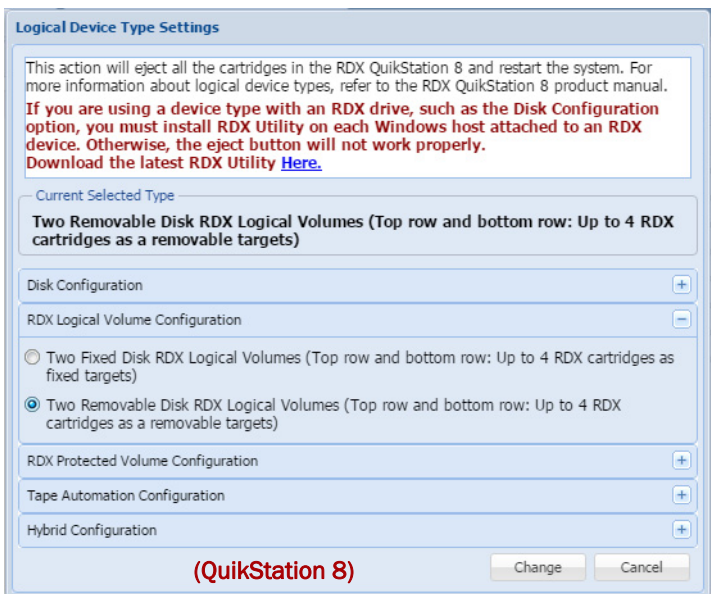 Logical Device Type Settings
This action will eject all the cartridges in the RDX QuikStation 8 and restart the system. For
more information about logical device types, refer to the RDX QuikStation 8 product manual.
If you are using a device type with an RDX drive, such as the Disk Configuration
option, you must install RDX Utility on each Windows host attached to an RDX
device. Otherwise, the eject button will not work properly.
Download the latest RDX Utility Here.
Current Selected Type
Two Removable Disk RDX Logical Volumes (Top row and bottom row: Up to 4 RDX
cartridges as a removable targets)
Disk Configuration
RDX Logical Volume Configuration
Two Fixed Disk RDX Logical Volumes (Top row and bottom row: Up to 4 RDX cartridges as
fixed targets)
Two Removable Disk RDX Logical Volumes (Top row and bottom row: Up to 4 RDX
cartridges as a removable targets)
RDX Protected Volume Configuration
Tape Automation Configuration
Hybrid Configuration
(QuikStation 8)
Change
Cancel